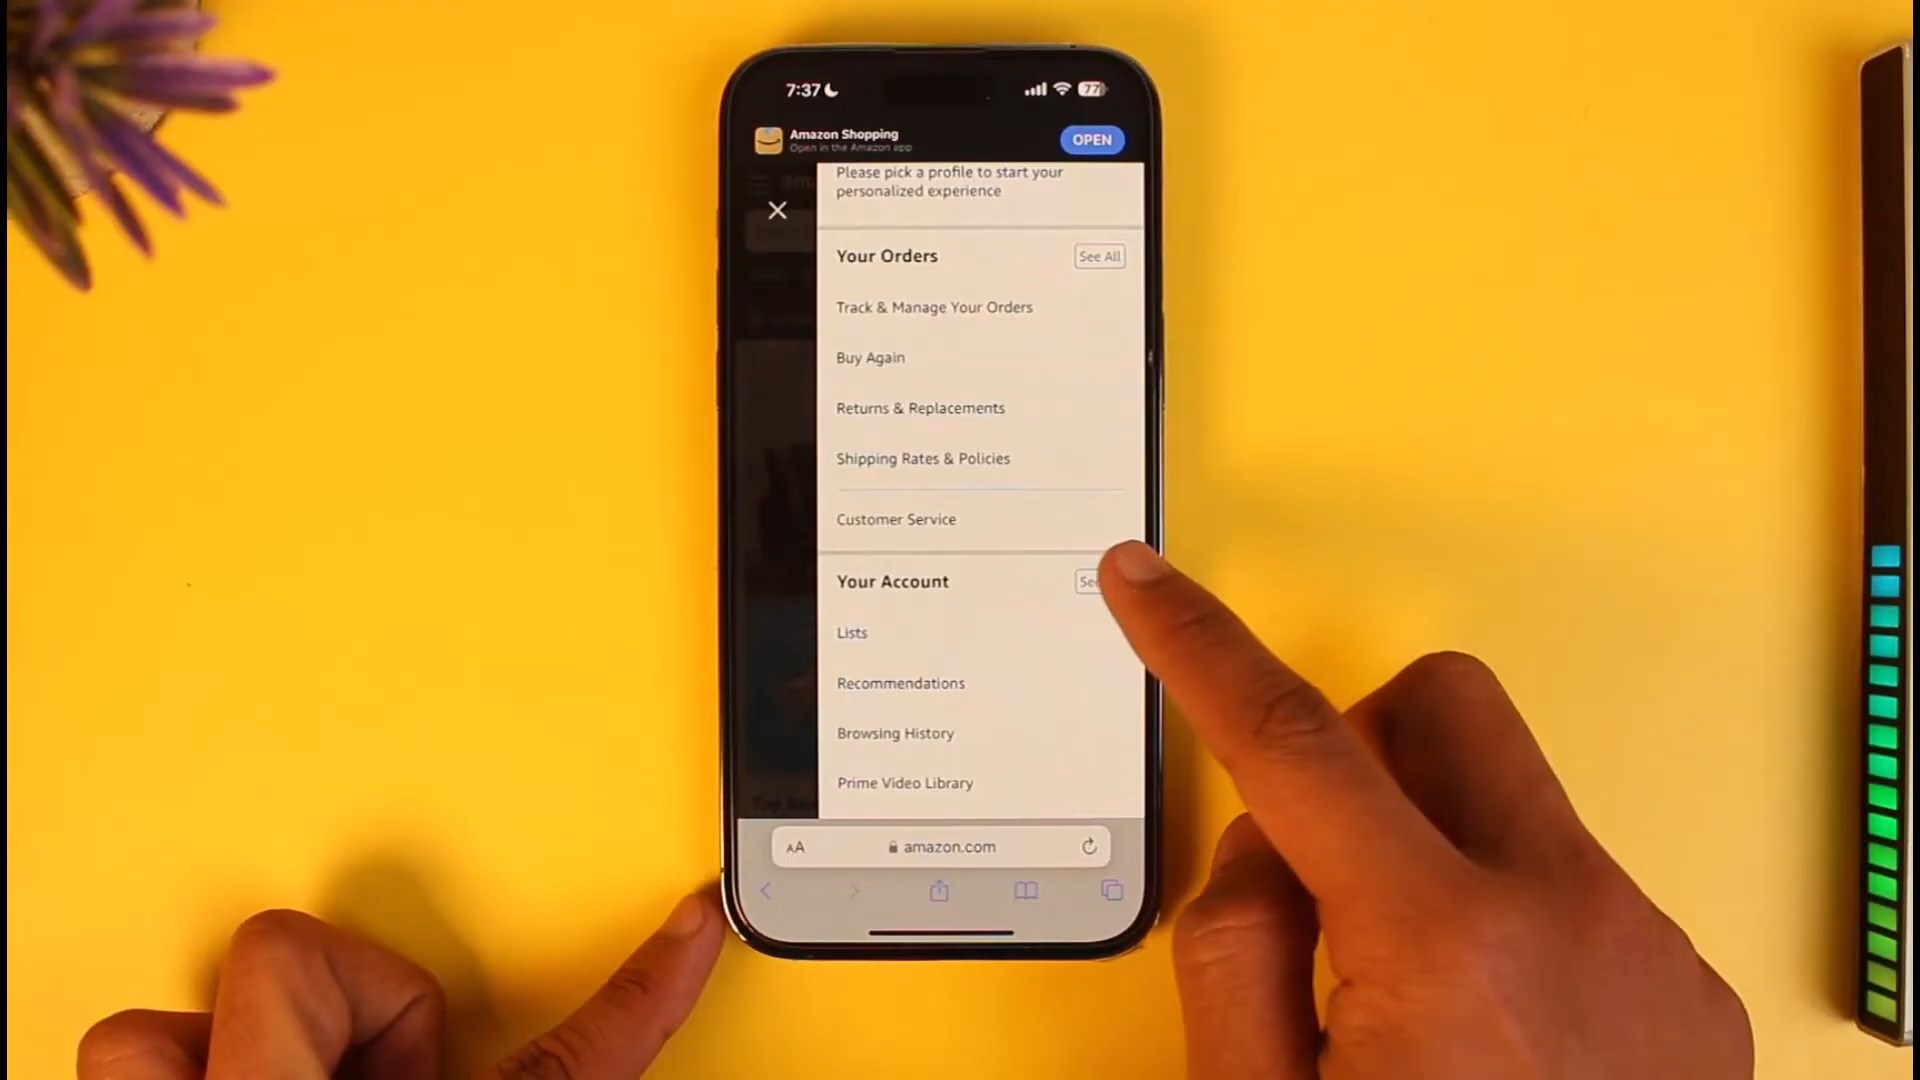 7:37
77
Amazon Shopping
Open in the Amazon app
OPEN
Please pick a profile to start your
personalized experience
Your Orders
See All
Track & Manage Your Orders
Buy Again
Returns & Replacements
Shipping Rates & Policies
Customer Service
Your Account
See
Lists
Recommendations
Browsing History
Prime Video Library
AA
amazon.com